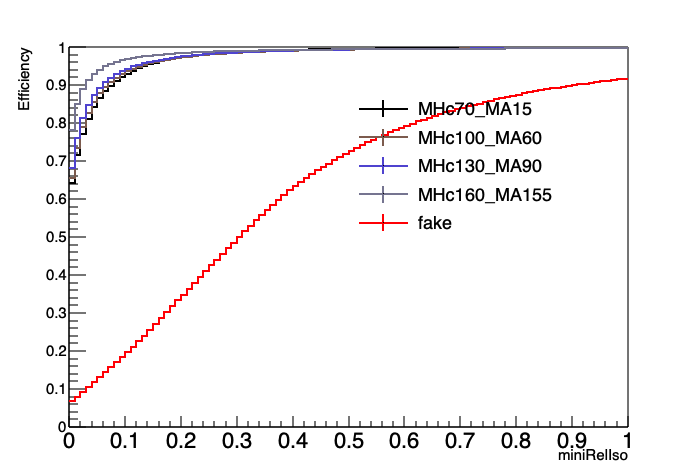 Efficiency
1
0.9
0.8
0.7
0.6
0.5
0.4
0.3
0.2
0.1
0
MHc70_MA15
MHc100_MA60
MHc130_MA90
MHc160_MA155
fake
0 0.1 0.2 0.3 0.4 0.5 0.6 0.7 0.8 0.9 1
miniRelIso